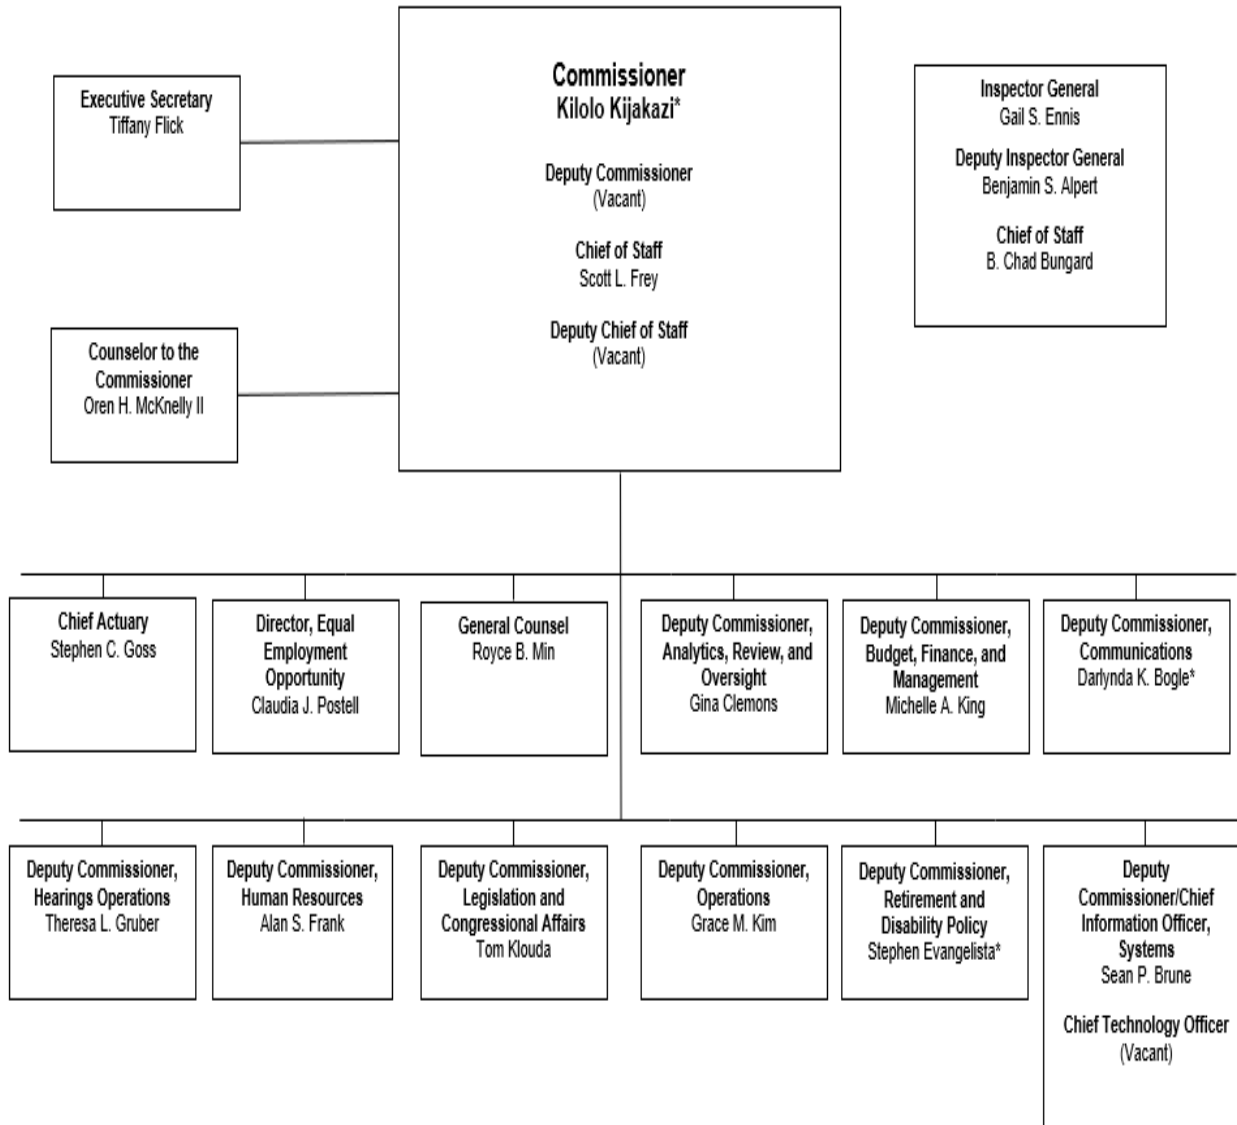 Commissioner
Kilolo Kijakazi*
Deputy Commissioner
(Vacant)
Chief of Staff
Scott L. Frey
Deputy Chief of Staff
(Vacant)
Executive Secretary
Tiffany Flick
Counselor to the
Commissioner
Oren H. McKnelly II
Inspector General
Gail S. Ennis
Deputy Inspector General
Benjamin S. Alpert
Chief of Staff
B. Chad Bungard
Chief Actuary
Stephen C. Goss
Director, Equal
Employment
Opportunity
Claudia J. Postell
General Counsel
Royce B. Min
Deputy Commissioner,
Analytics, Review, and
Oversight
Gina Clemons
Deputy Commissioner,
Budget, Finance, and
Management
Michelle A. King
Deputy Commissioner,
Communications
Darlynda K. Bogle*
Deputy Commissioner,
Hearings Operations
Theresa L. Gruber
Deputy Commissioner,
Human Resources
Alan S. Frank
Deputy Commissioner,
Legislation and
Congressional Affairs
Tom Klouda
Deputy Commissioner,
Operations
Grace M. Kim
Deputy Commissioner,
Retirement and
Disability Policy
Stephen Evangelista*
Deputy
Commissioner/Chief
Information Officer,
Systems
Sean P. Brune
Chief Technology Officer
(Vacant)